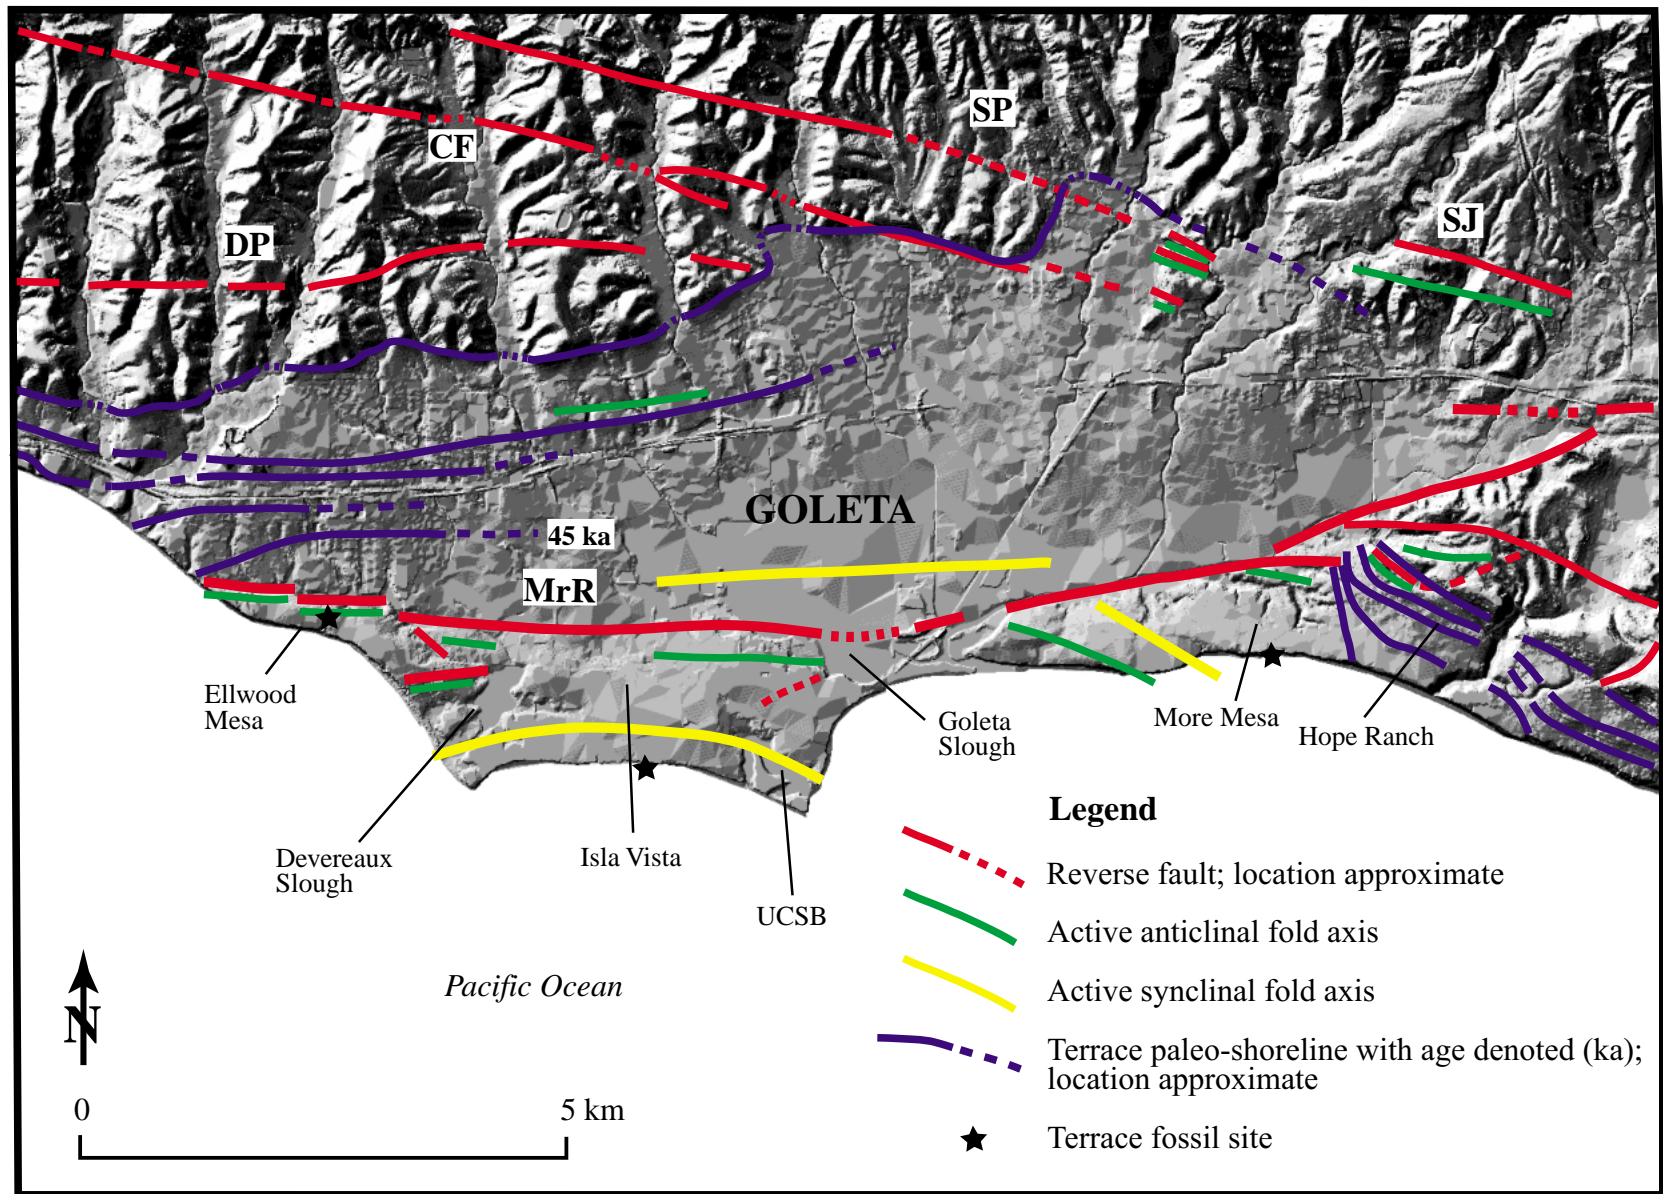 SP
CF
SJ
DP
GOLETA
45 ka
MrR
Ellwood
Mesa
Goleta
Slough
More Mesa
Hope Ranch
Devereaux
Slough
Isla Vista
UCSB
Legend
Reverse fault; location approximate
Active anticlinal fold axis
Active synclinal fold axis
Terrace paleo-shoreline with age denoted (ka);
location approximate
Terrace fossil site
Pacific Ocean
N
0 5 km